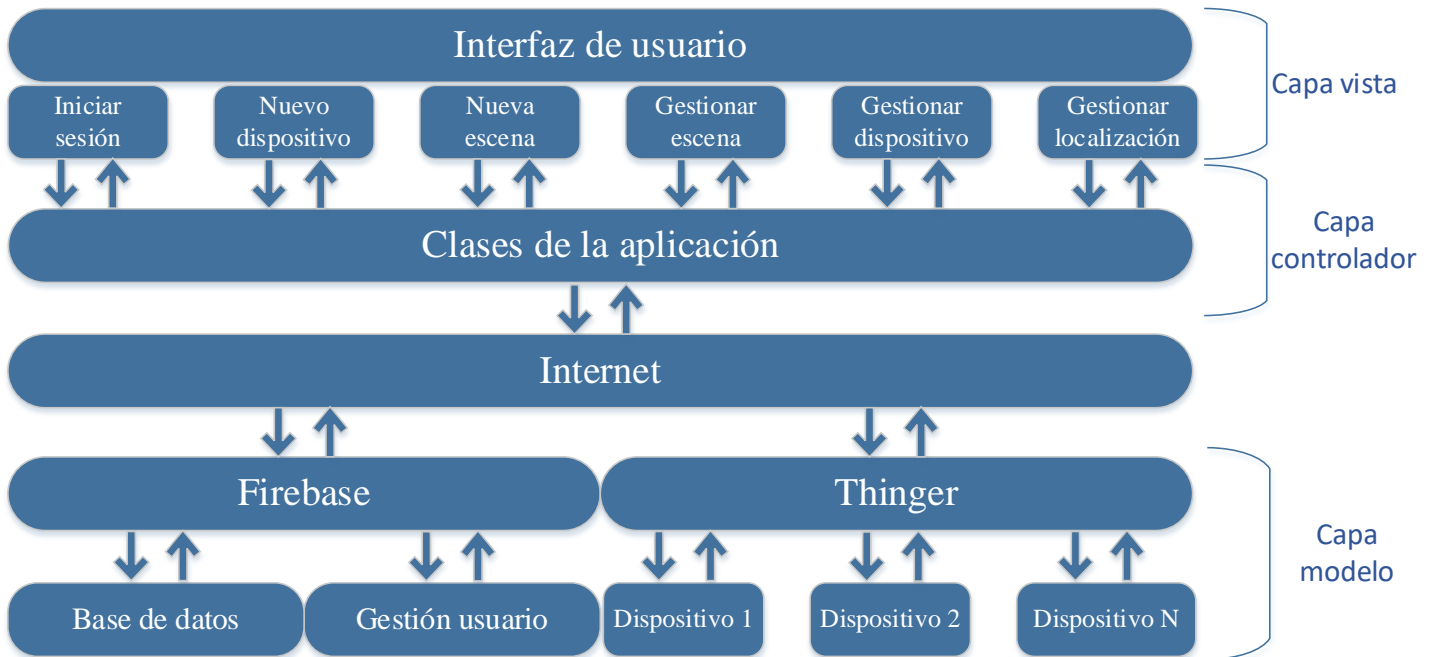 Interfaz de usuario
Iniciar
sesión
Nuevo
dispositivo
Nueva
escena
Gestionar
escena
Gestionar
dispositivo
Gestionar
localización
Capa vista
Clases de la aplicación
Capa
controlador
Internet
Firebase
Thinger
Base de datos
Gestión usuario
Dispositivo 1
Dispositivo 2
Dispositivo N
Capa
modelo